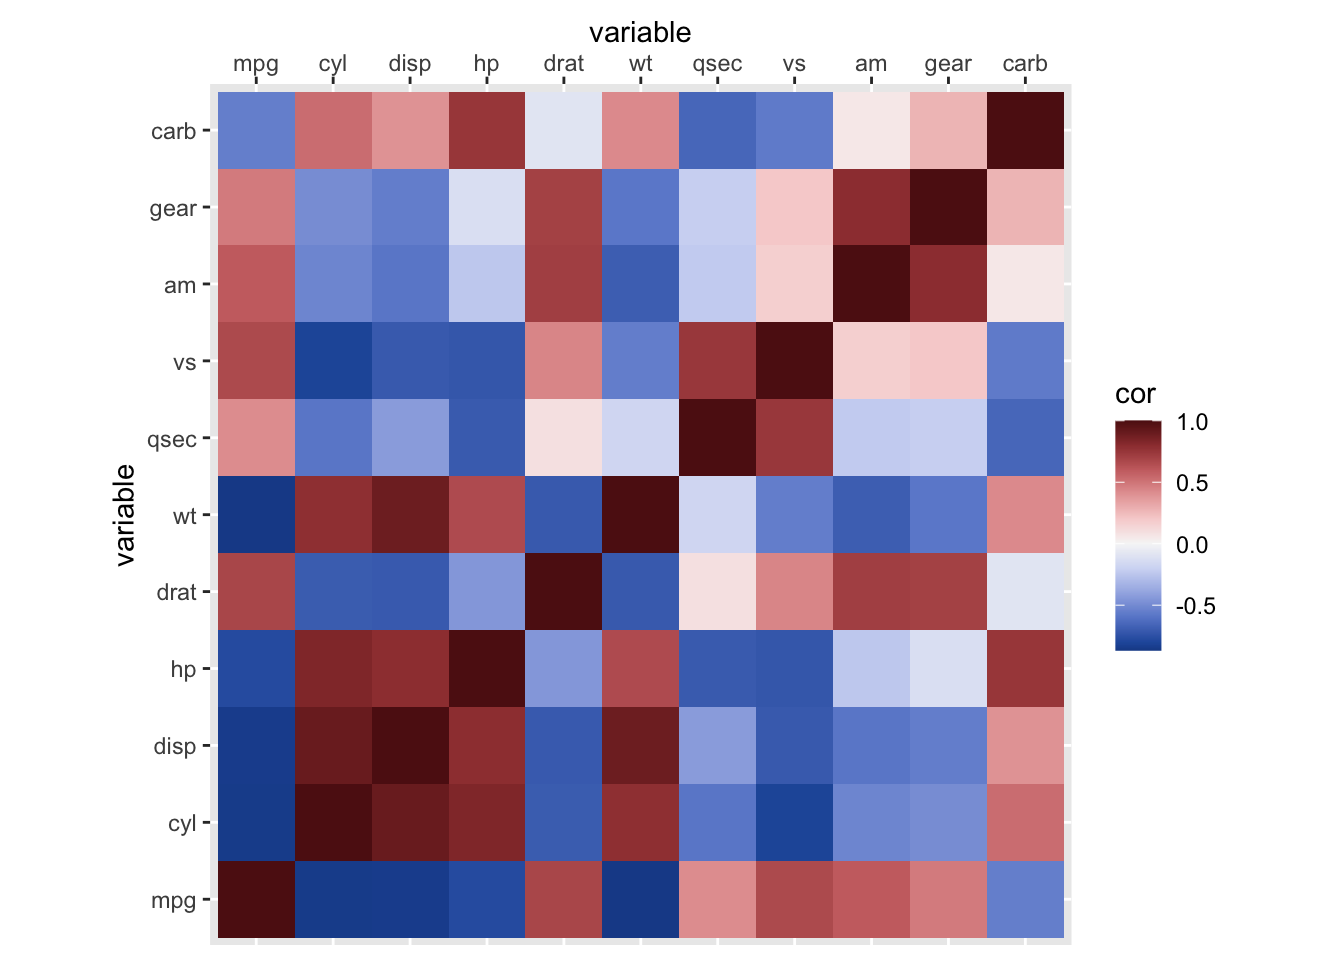 variable
mpg cyl disp hp drat wt qsec vs am gear carb
carb
gear
am
vs
qsec
wt
drat
hp
disp
cyl
mpg
variable
cor
1.0
0.5
0.0
-0.5